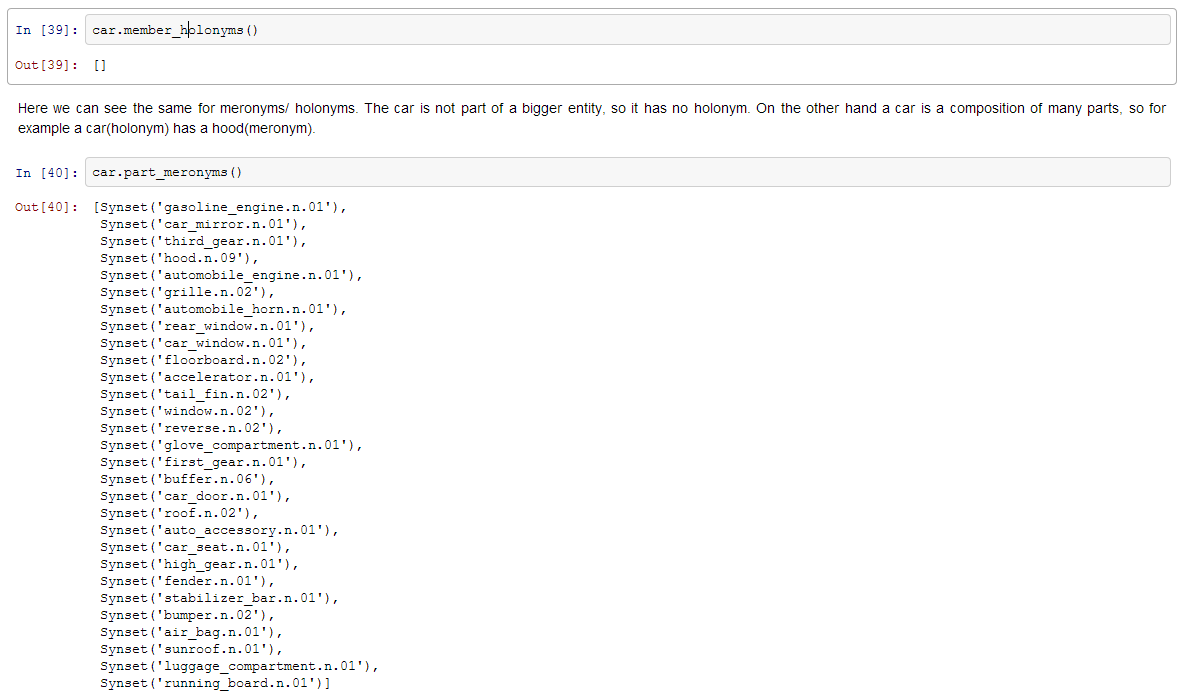 In [39]: car.member_holonyms()
Out[39]: []
Here we can see the same for meronyms/ holonyms. The car is not part of a bigger entity, so it has no holonym. On the other hand a car is a composition of many parts, so for
example a car(holonym) has a hood(meronym).
In [40]: car.part_meronyms()
Out[40]: [Synset('gasoline_engine.n.01'),
Synset('car_mirror.n.01'),
Synset('third_gear.n.01'),
Synset('hood.n.09'),
Synset('automobile_engine.n.01'),
Synset('grille.n.02'),
Synset('automobile_horn.n.01'),
Synset('rear_window.n.01'),
Synset('car_window.n.01'),
Synset('floorboard.n.02'),
Synset('accelerator.n.01'),
Synset('tail_fin.n.02'),
Synset('window.n.02'),
Synset('reverse.n.02'),
Synset('glove_compartment.n.01'),
Synset('first_gear.n.01'),
Synset('buffer.n.06'),
Synset('car_door.n.01'),
Synset('roof.n.02'),
Synset('auto_accessory.n.01'),
Synset('car_seat.n.01'),
Synset('high_gear.n.01'),
Synset('fender.n.01'),
Synset('stabilizer_bar.n.01'),
Synset('bumper.n.02'),
Synset('air_bag.n.01'),
Synset('sunroof.n.01'),
Synset('luggage_compartment.n.01'),
Synset('running_board.n.01')]